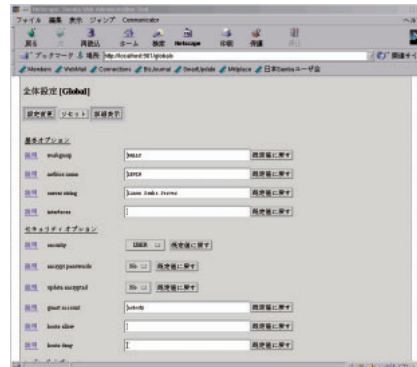 ファイル 編集 表示 ジャンプ Communicator
戻る 再読込 ホーム 検索 Netscape 印刷 保護
ブックマーク 場所 http://localhost:901/globals
Members WebMail Connections BizJournal SmartUpdate Mktplace 日本Sambaユーザ会
全体設定 [Global]
設定変更 リセット 詳細表示
基本オプション
説明 workgroup 既定値に戻す
説明 netbios name 既定値に戻す
説明 server string Samba Server 既定値に戻す
説明 interfaces 既定値に戻す
セキュリティオプション
説明 security USER 既定値に戻す
説明 encrypt passwords No 既定値に戻す
説明 update encrypted No 既定値に戻す
説明 guest account nobody 既定値に戻す
説明 hosts allow 既定値に戻す
説明 hosts deny 既定値に戻す